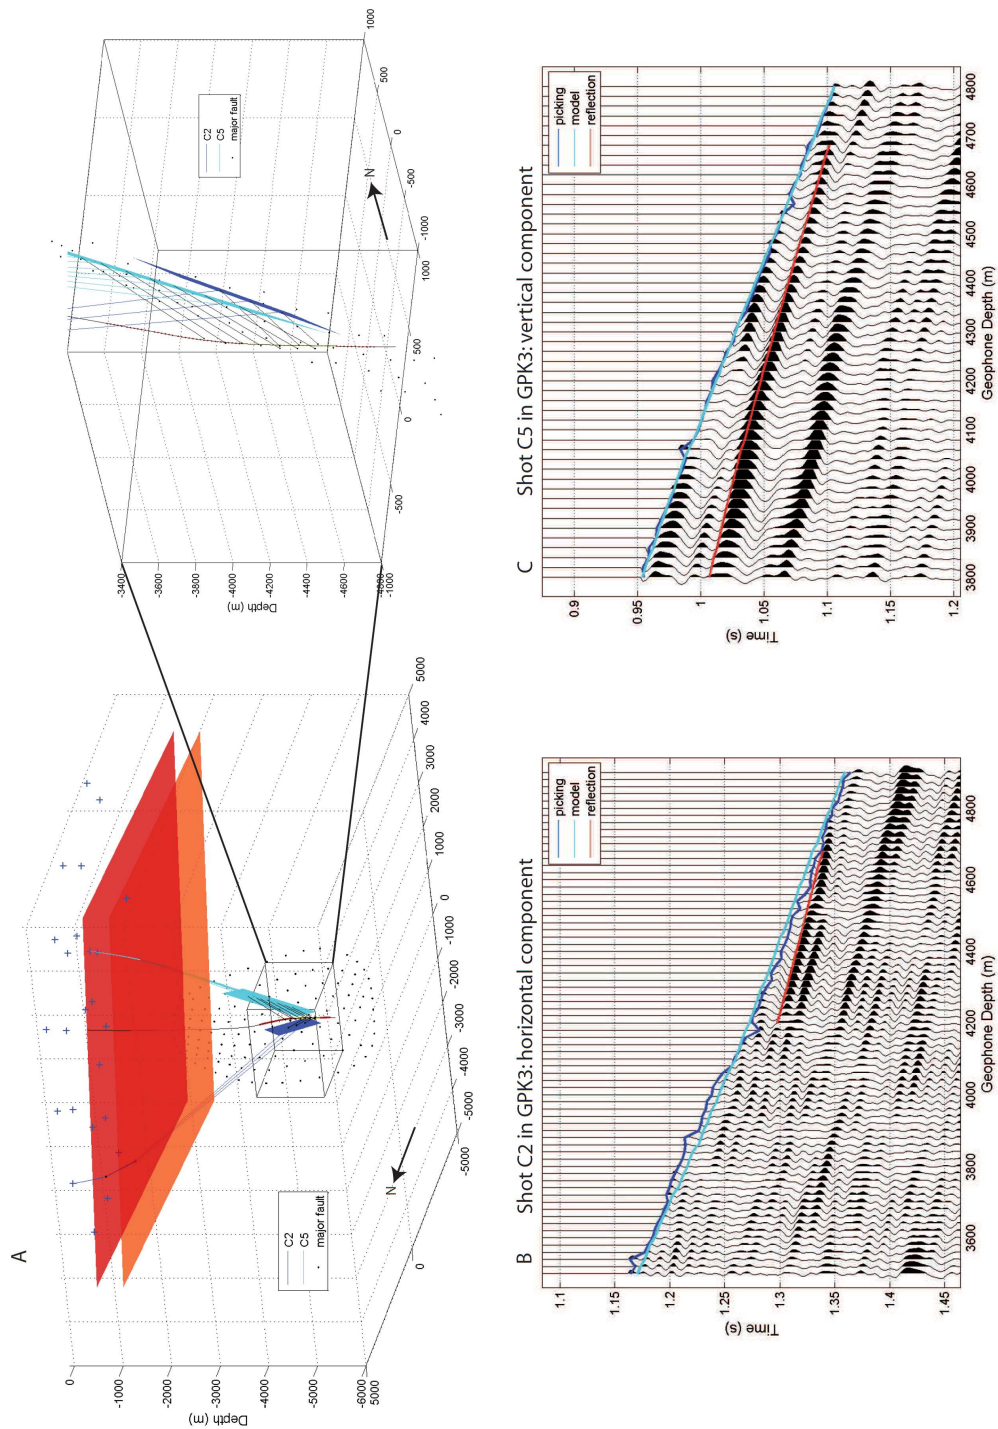 A
0
-1000
-2000
-3000
-4000
-5000
-6000
Depth (m)
C2
C5
major fault
N
5000
0
-5000
-5000
-4000
-3000
-2000
-1000
0
1000
2000
3000
4000
5000
-3400
-3600
-3800
-4000
-4200
-4400
-4600
-4800
Depth (m)
C2
C5
major fault
N
-1000
-500
0
500
1000
-1000
-500
0
500
1000
B
Shot C2 in GPK3: horizontal component
picking
model
reflection
1.1
1.15
1.2
1.25
1.3
1.35
1.4
1.45
Time (s)
3600
3800
4000
4200
4400
4600
4800
Geophone Depth (m)
C
Shot C5 in GPK3: vertical component
picking
model
reflection
0.9
0.95
1
1.05
1.1
1.15
1.2
Time (s)
3800
3900
4000
4100
4200
4300
4400
4500
4600
4700
4800
Geophone Depth (m)